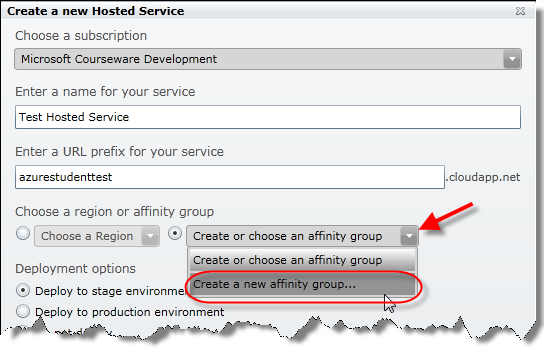 Create a new Hosted Service
Choose a subscription
Microsoft Courseware Development
Enter a name for your service
Test Hosted Service
Enter a URL prefix for your service
azurestudenttest .cloudapp.net
Choose a region or affinity group
Choose a Region Create or choose an affinity group
Create or choose an affinity group
Deployment options
Create a new affinity group...
Deploy to stage environme
Deploy to production environment